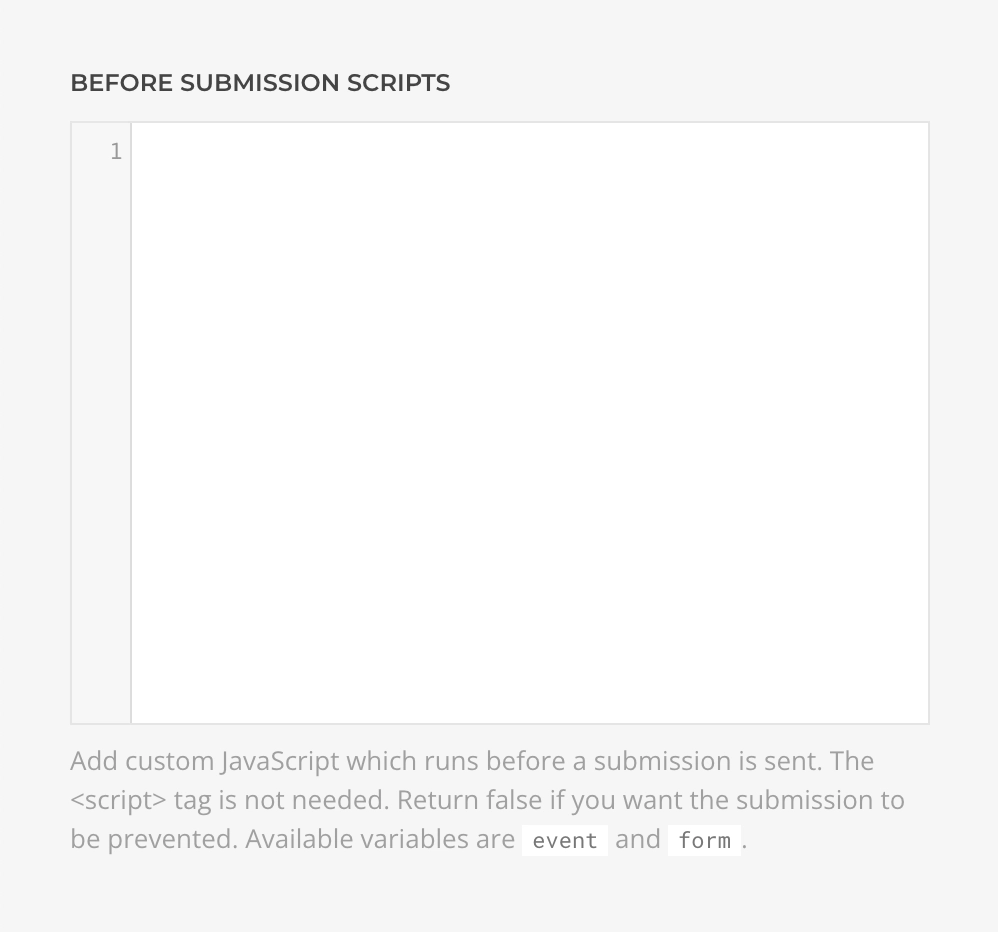 BEFORE SUBMISSION SCRIPTS
1
Add custom JavaScript which runs before a submission is sent. The
<script> tag is not needed. Return false if you want the submission to
be prevented. Available variables are event and form.